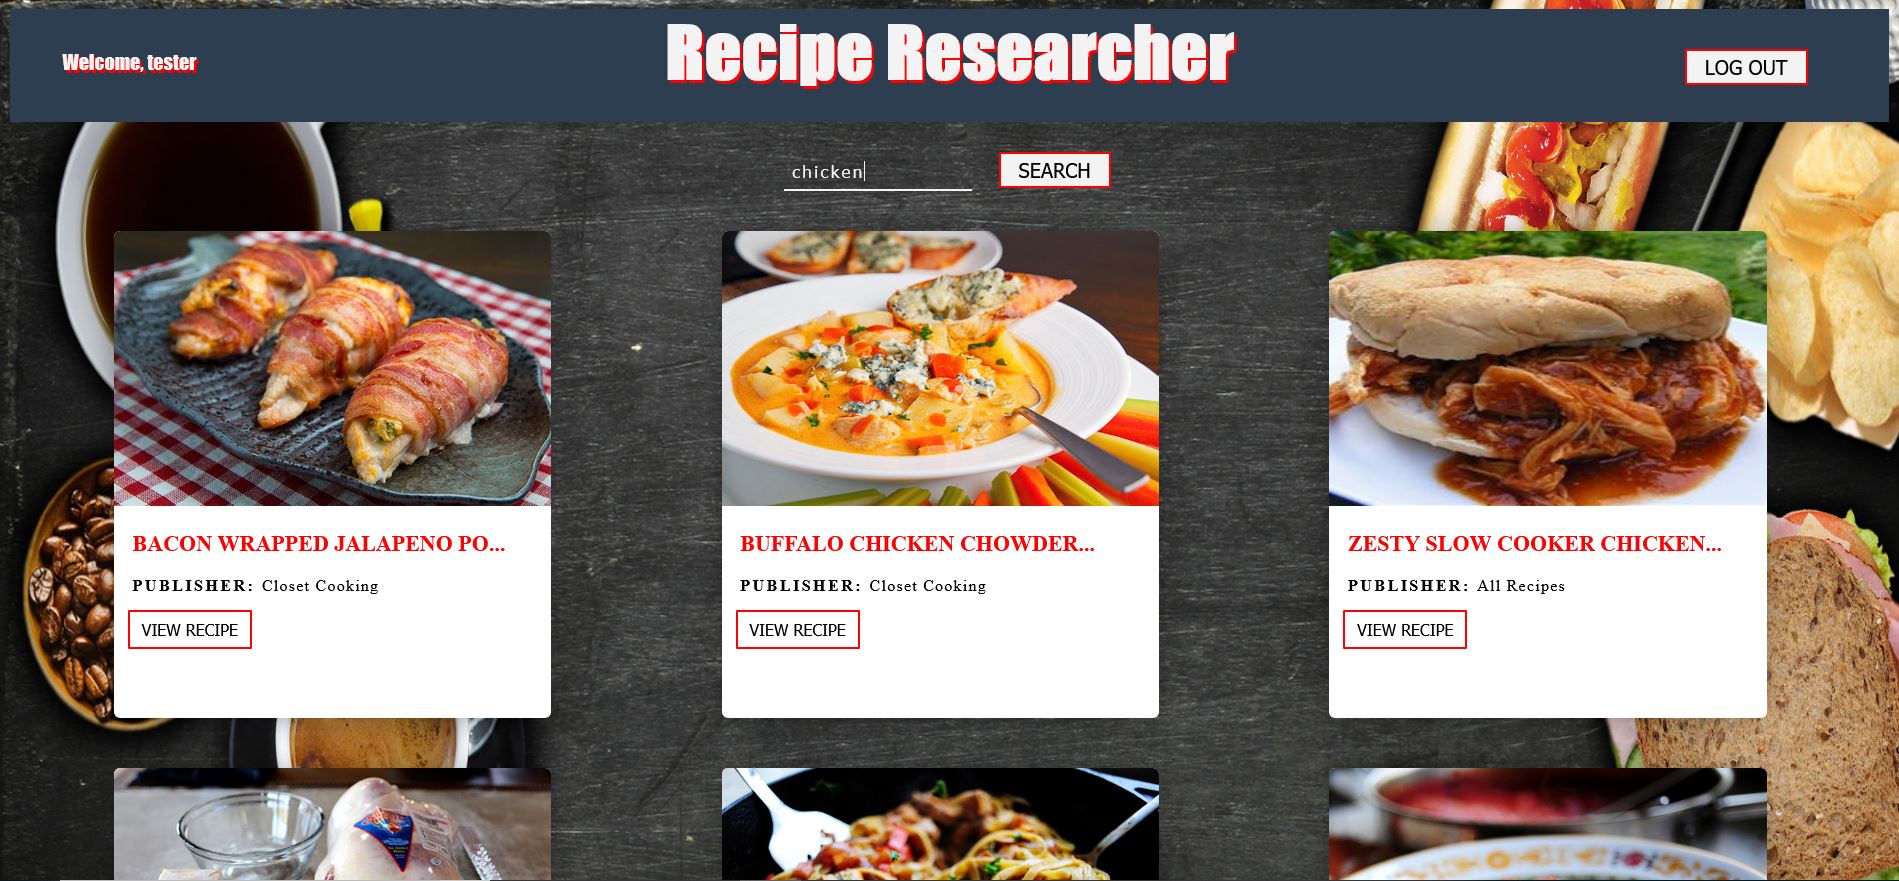 Welcome, tester
Recipe Researcher
LOG OUT
chicken
SEARCH
BACON WRAPPED JALAPENO PO...
PUBLISHER: Closet Cooking
VIEW RECIPE
BUFFALO CHICKEN CHOWDER...
PUBLISHER: Closet Cooking
VIEW RECIPE
ZESTY SLOW COOKER CHICKEN...
PUBLISHER: All Recipes
VIEW RECIPE